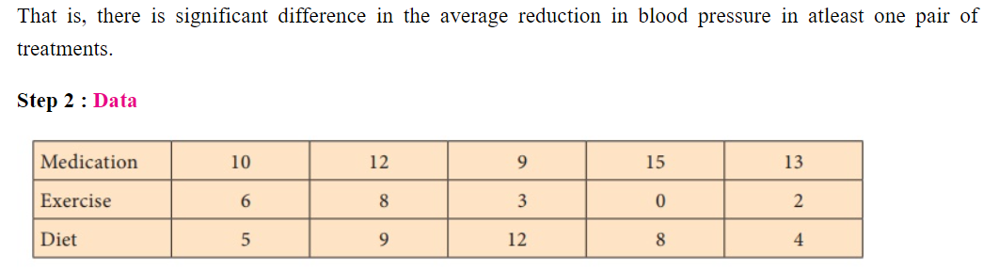 That is, there is significant difference in the average reduction in blood pressure in atleast one pair of
treatments.
Step 2 : Data
Medication 10 12 9 15 13
Exercise 6 8 3 0 2
Diet 5 9 12 8 4